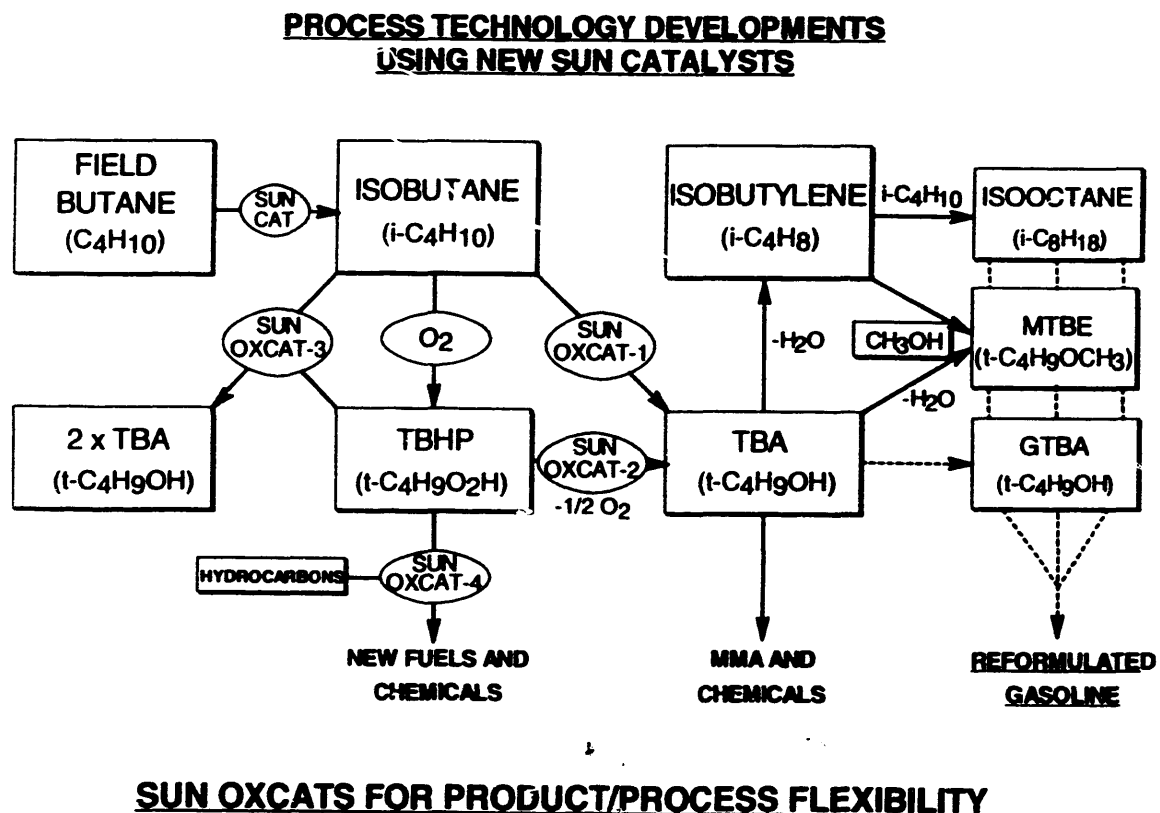 PROCESS TECHNOLOGY DEVELOPMENTS
USING NEW SUN CATALYSTS
FIELD
BUTANE
(C4H10)
SUN
CAT
ISOBUTANE
(i-C4H10)
ISOBUTYLENE
(i-C4H8)
i-C4H10
ISOOCTANE
(i-C8H18)
SUN
OXCAT-3
O2
SUN
OXCAT-1
-H2O
CH3OH
MTBE
(t-C4H9OCH3)
-H2O
2 x TBA
(t-C4H9OH)
TBHP
(t-C4H9O2H)
SUN
OXCAT-2
-1/2 O2
TBA
(t-C4H9OH)
GTBA
(t-C4H9OH)
HYDROCARBONS
SUN
OXCAT-4
NEW FUELS AND
CHEMICALS
MMA AND
CHEMICALS
REFORMULATED
GASOLINE
SUN OXCATS FOR PRODUCT/PROCESS FLEXIBILITY